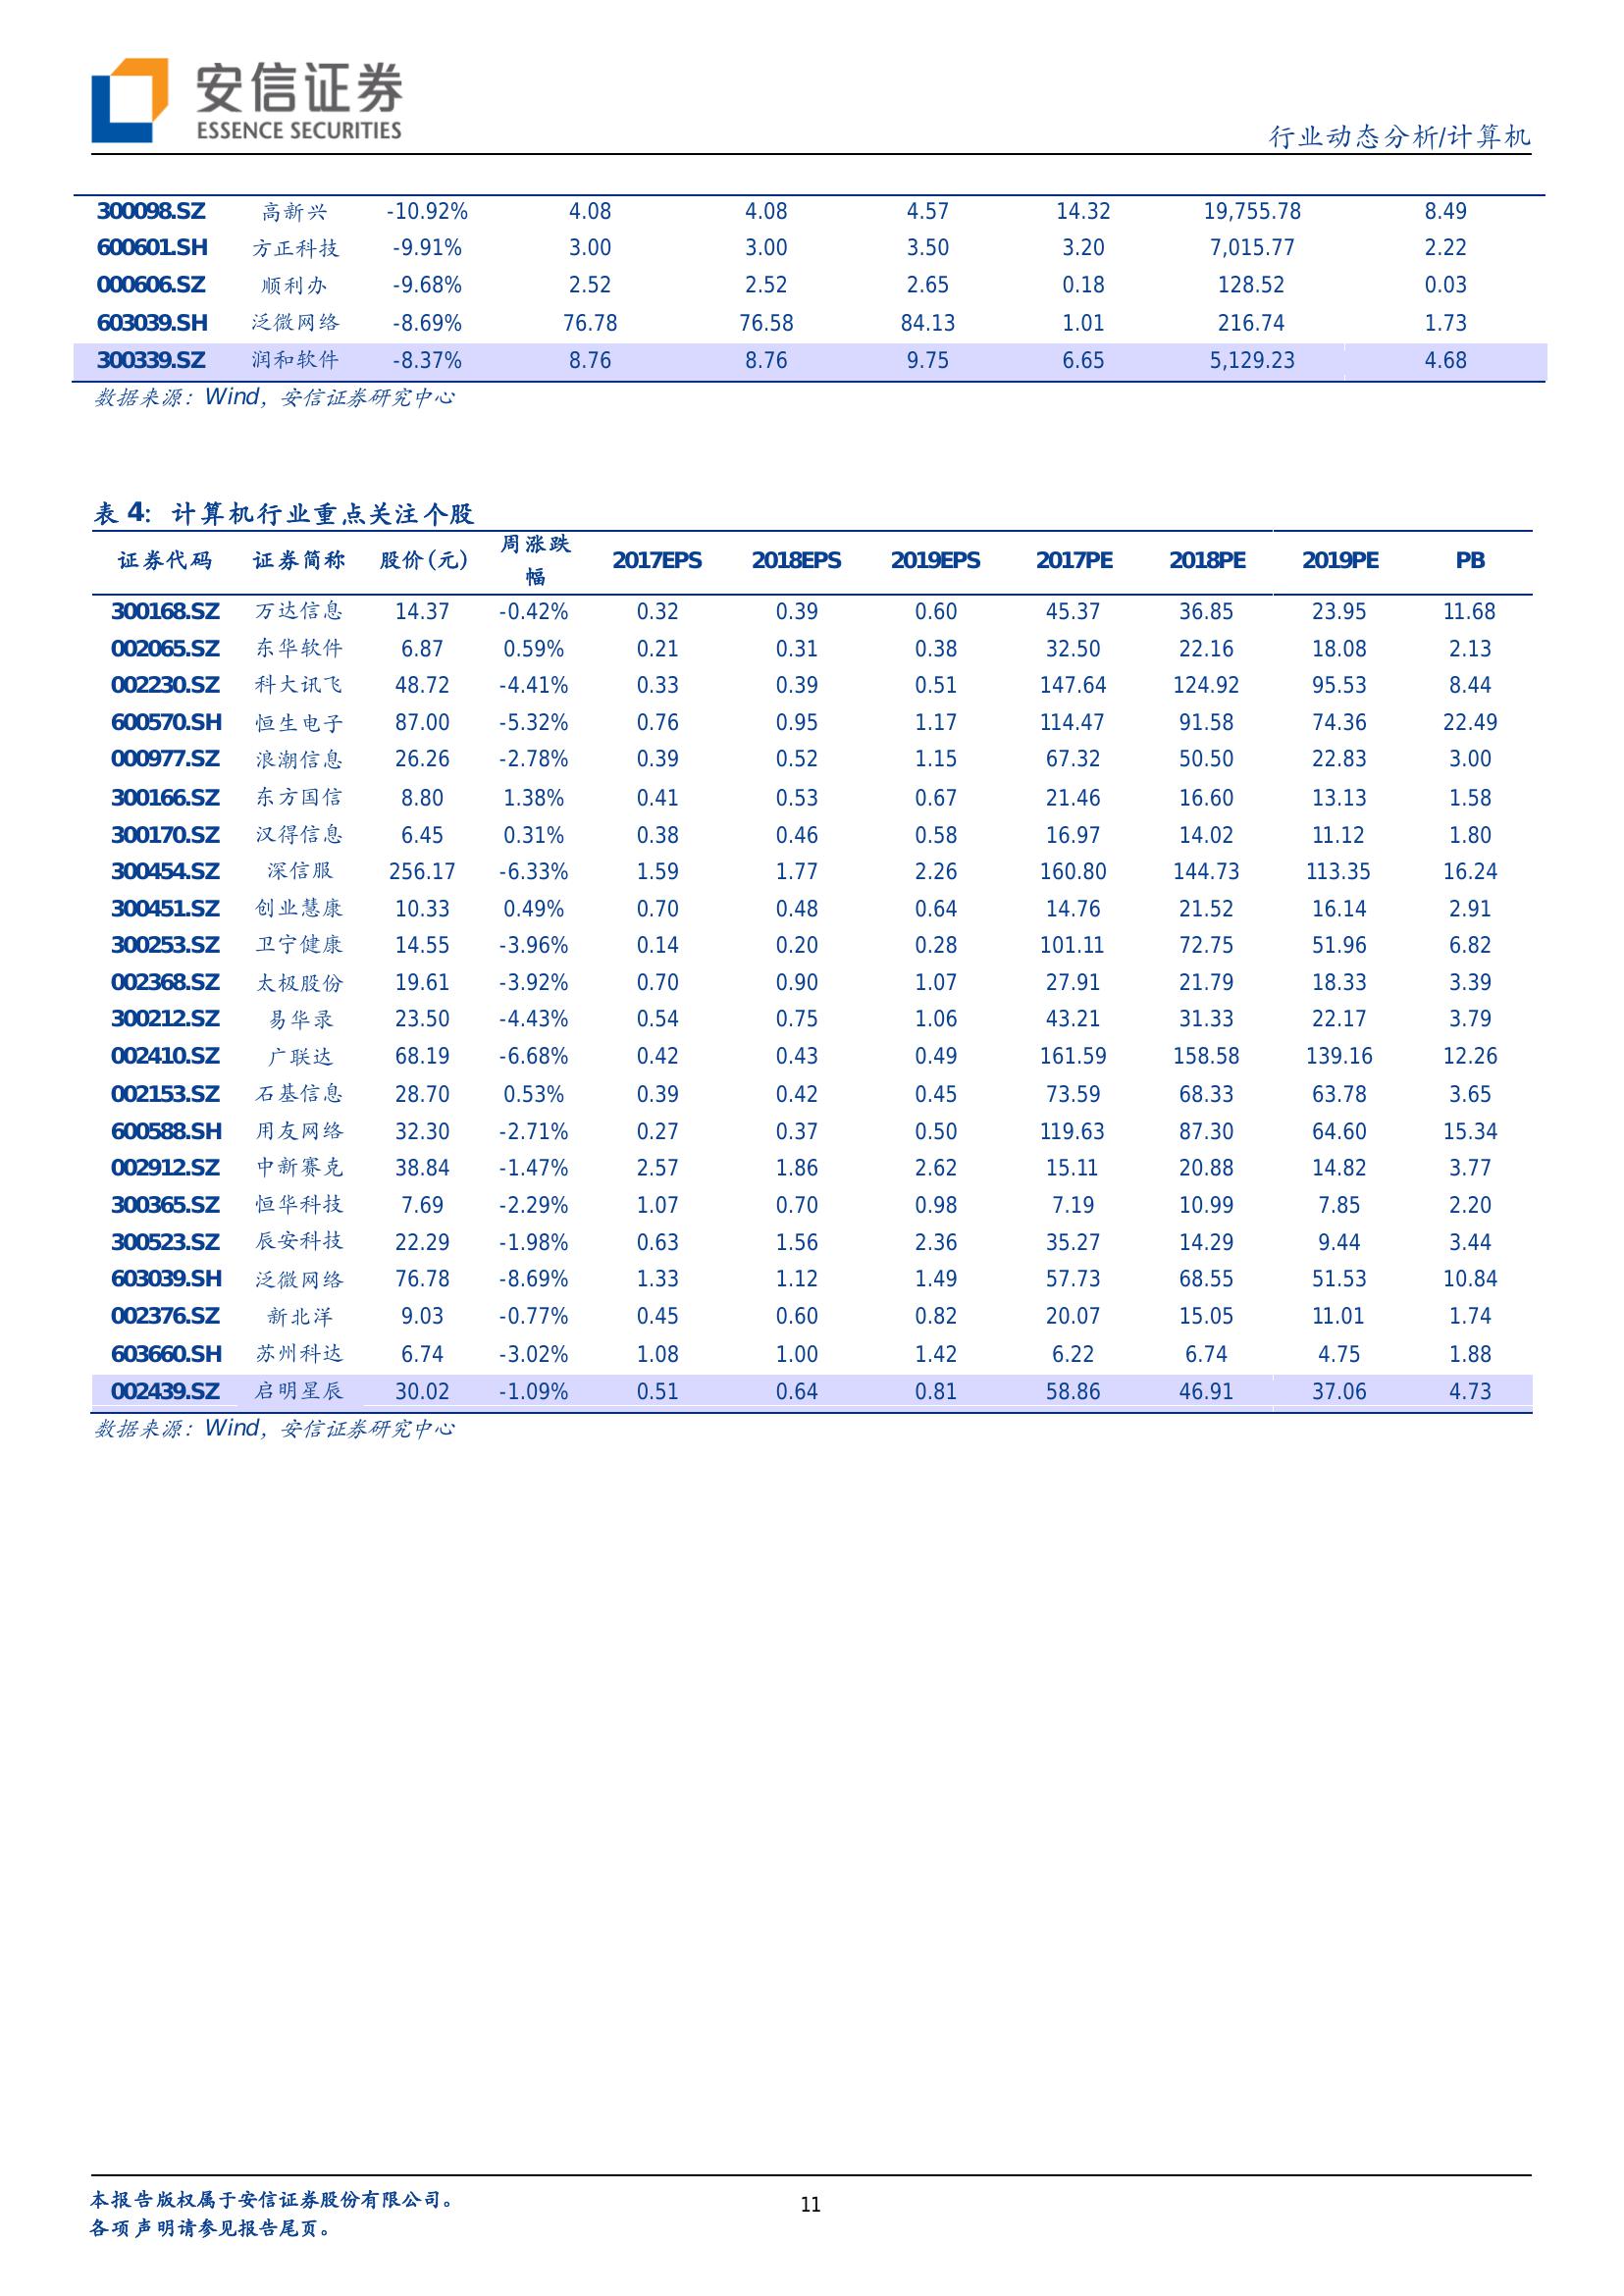 安信证券
ESSENCE SECURITIES
行业动态分析/计算机
300098.SZ 高新兴 -10.92% 4.08 4.08 4.57 14.32 19,755.78 8.49
600601.SH 方正科技 -9.91% 3.00 3.00 3.50 3.20 7,015.77 2.22
000606.SZ 顺利办 -9.68% 2.52 2.52 2.65 0.18 128.52 0.03
603039.SH 泛微网络 -8.69% 76.78 76.58 84.13 1.01 216.74 1.73
300339.SZ 润和软件 -8.37% 8.76 8.76 9.75 6.65 5,129.23 4.68
数据来源：Wind，安信证券研究中心
表 4：计算机行业重点关注个股
证券代码 证券简称 股价(元) 周涨跌幅 2017EPS 2018EPS 2019EPS 2017PE 2018PE 2019PE PB
300168.SZ 万达信息 14.37 -0.42% 0.32 0.39 0.60 45.37 36.85 23.95 11.68
002065.SZ 东华软件 6.87 0.59% 0.21 0.31 0.38 32.50 22.16 18.08 2.13
002230.SZ 科大讯飞 48.72 -4.41% 0.33 0.39 0.51 147.64 124.92 95.53 8.44
600570.SH 恒生电子 87.00 -5.32% 0.76 0.95 1.17 114.47 91.58 74.36 22.49
000977.SZ 浪潮信息 26.26 -2.78% 0.39 0.52 1.15 67.32 50.50 22.83 3.00
300166.SZ 东方国信 8.80 1.38% 0.41 0.53 0.67 21.46 16.60 13.13 1.58
300170.SZ 汉得信息 6.45 0.31% 0.38 0.46 0.58 16.97 14.02 11.12 1.80
300454.SZ 深信服 256.17 -6.33% 1.59 1.77 2.26 160.80 144.73 113.35 16.24
300451.SZ 创业慧康 10.33 0.49% 0.70 0.48 0.64 14.76 21.52 16.14 2.91
300253.SZ 卫宁健康 14.55 -3.96% 0.14 0.20 0.28 101.11 72.75 51.96 6.82
002368.SZ 太极股份 19.61 -3.92% 0.70 0.90 1.07 27.91 21.79 18.33 3.39
300212.SZ 易华录 23.50 -4.43% 0.54 0.75 1.06 43.21 31.33 22.17 3.79
002410.SZ 广联达 68.19 -6.68% 0.42 0.43 0.49 161.59 158.58 139.16 12.26
002153.SZ 石基信息 28.70 0.53% 0.39 0.42 0.45 73.59 68.33 63.78 3.65
600588.SH 用友网络 32.30 -2.71% 0.27 0.37 0.50 119.63 87.30 64.60 15.34
002912.SZ 中新赛克 38.84 -1.47% 2.57 1.86 2.62 15.11 20.88 14.82 3.77
300365.SZ 恒华科技 7.69 -2.29% 1.07 0.70 0.98 7.19 10.99 7.85 2.20
300523.SZ 辰安科技 22.29 -1.98% 0.63 1.56 2.36 35.27 14.29 9.44 3.44
603039.SH 泛微网络 76.78 -8.69% 1.33 1.12 1.49 57.73 68.55 51.53 10.84
002376.SZ 新北洋 9.03 -0.77% 0.45 0.60 0.82 20.07 15.05 11.01 1.74
603660.SH 苏州科达 6.74 -3.02% 1.08 1.00 1.42 6.22 6.74 4.75 1.88
002439.SZ 启明星辰 30.02 -1.09% 0.51 0.64 0.81 58.86 46.91 37.06 4.73
数据来源：Wind，安信证券研究中心
本报告版权属于安信证券股份有限公司。
各项声明请参见报告尾页。
11